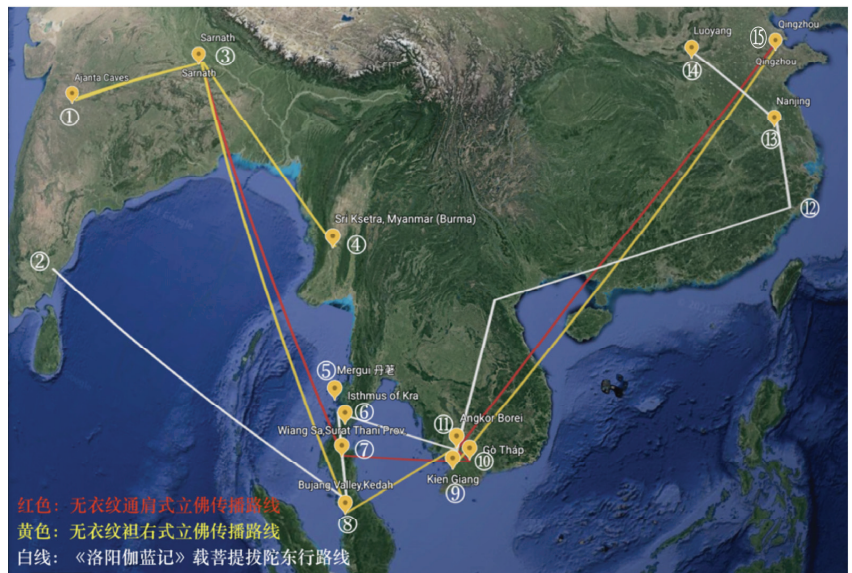 Luoyang
⑭
⑮
Qingzhou
Qingzhou
Sarnath
③
Sarnath
Ajanta Caves
①
Nanjing
⑬
⑫
Sri Ksetra, Myanmar (Burma)
④
②
⑤
Mergui 丹荖
Isthmus of Kra
⑥
Wiang Sa,Surat Thani Prov
⑦
⑪
Angkor Borei
Gò Tháp
⑩
Kien Giang
⑨
Bujang,Valley,Kedah
⑧
红色：无衣纹通肩式立佛传播路线
黄色：无衣纹袒右式立佛传播路线
白线：《洛阳伽蓝记》载菩提拔陀东行路线